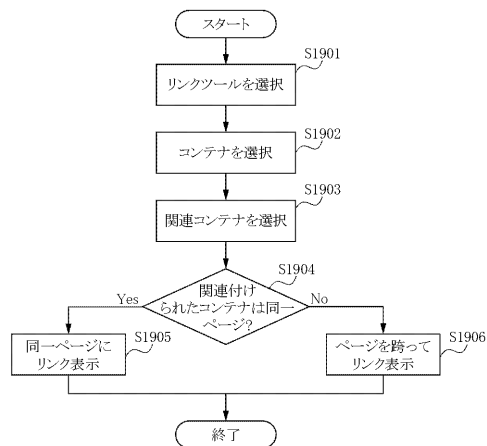 スタート
S1901
リンクツールを選択
S1902
コンテナを選択
S1903
関連コンテナを選択
S1904
関連付け
られたコンテナは同一
ページ?
Yes
No
S1905
同一ページに
リンク表示
S1906
ページを跨って
リンク表示
終了